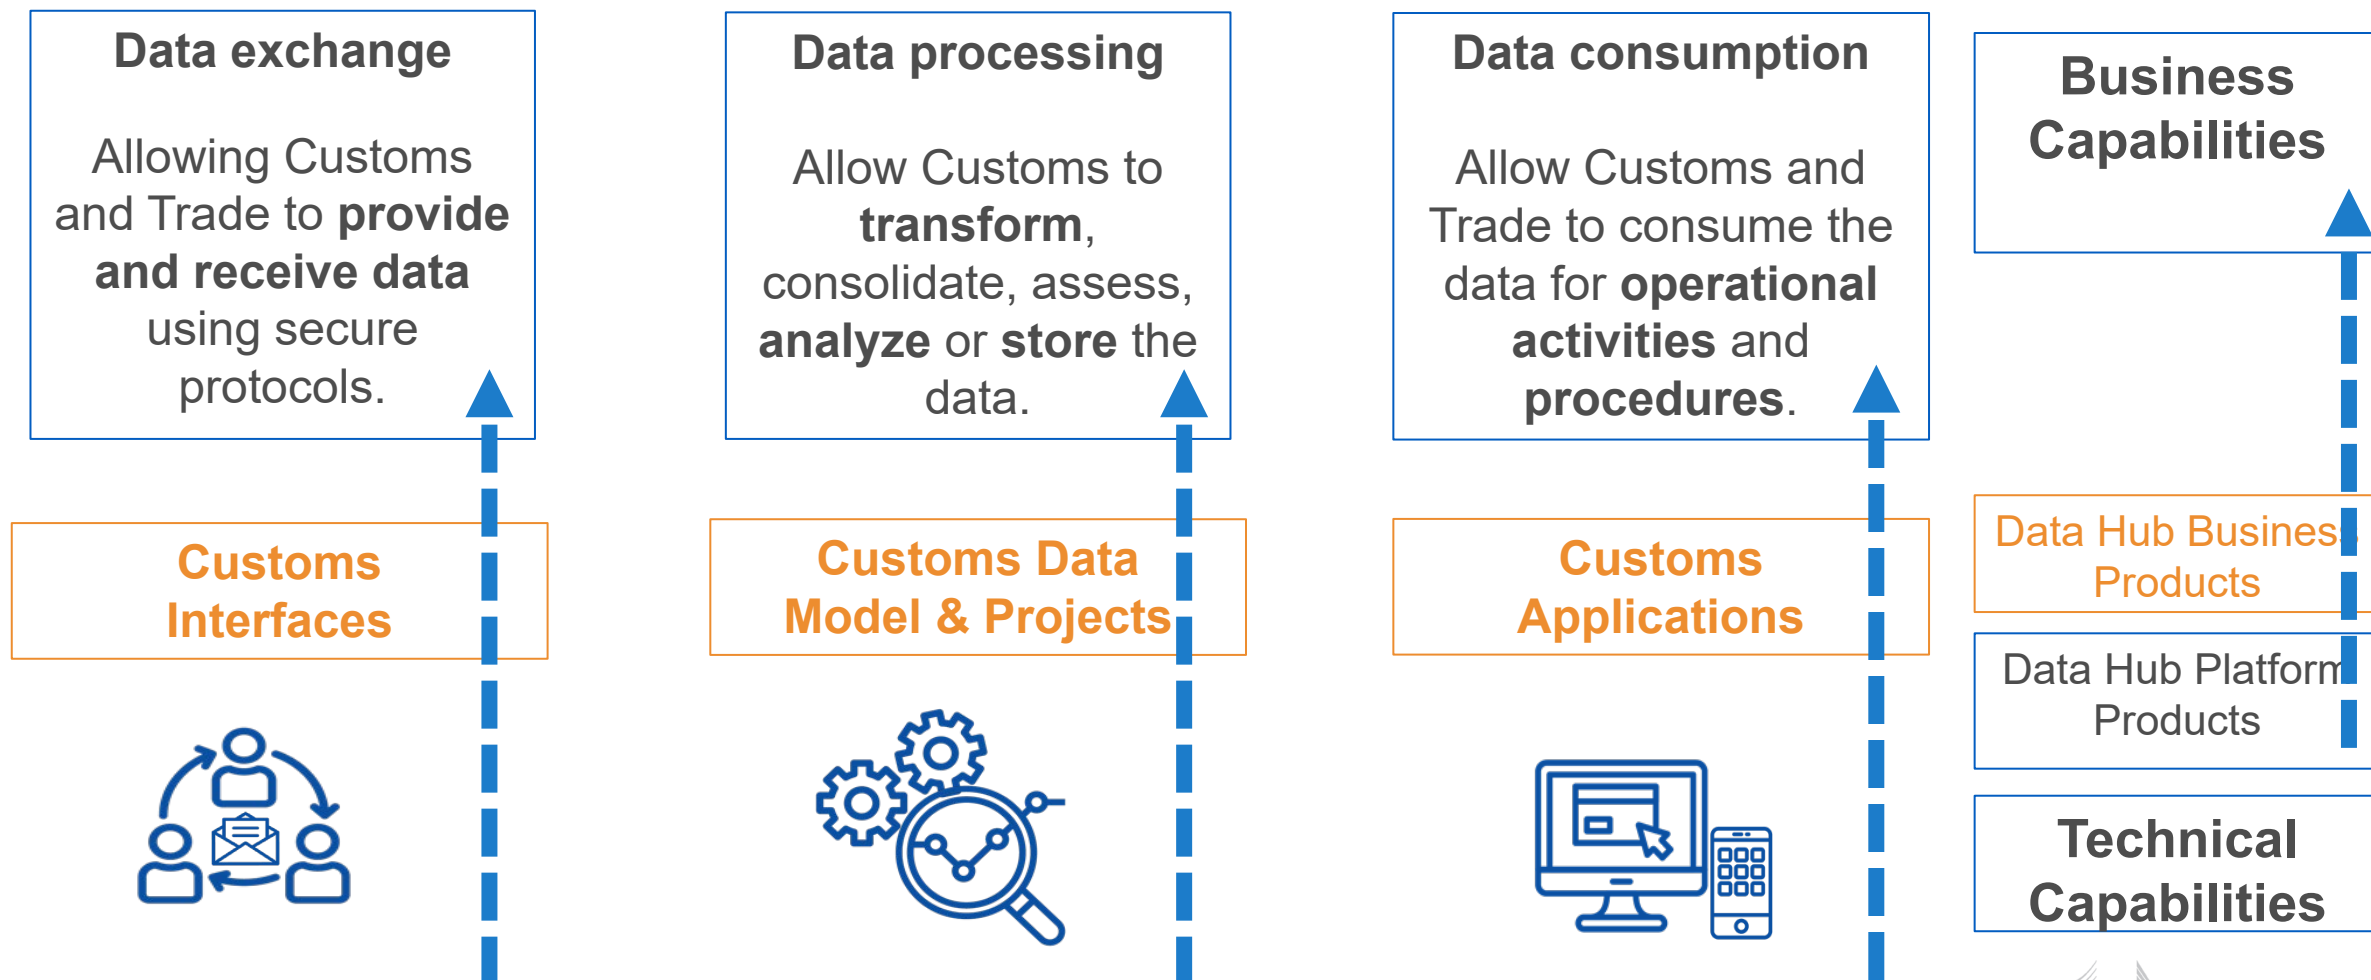 Data exchange
Allowing Customs
and Trade to provide
and receive data
using secure
protocols.
Data processing
Allow Customs to
transform,
consolidate, assess,
analyze or store the
data.
Data consumption
Allow Customs and
Trade to consume the
data for operational
activities and
procedures.
Business
Capabilities
Customs
Interfaces
Customs Data
Model & Projects
Customs
Applications
Data Hub Business
Products
Data Hub Platform
Products
Technical
Capabilities